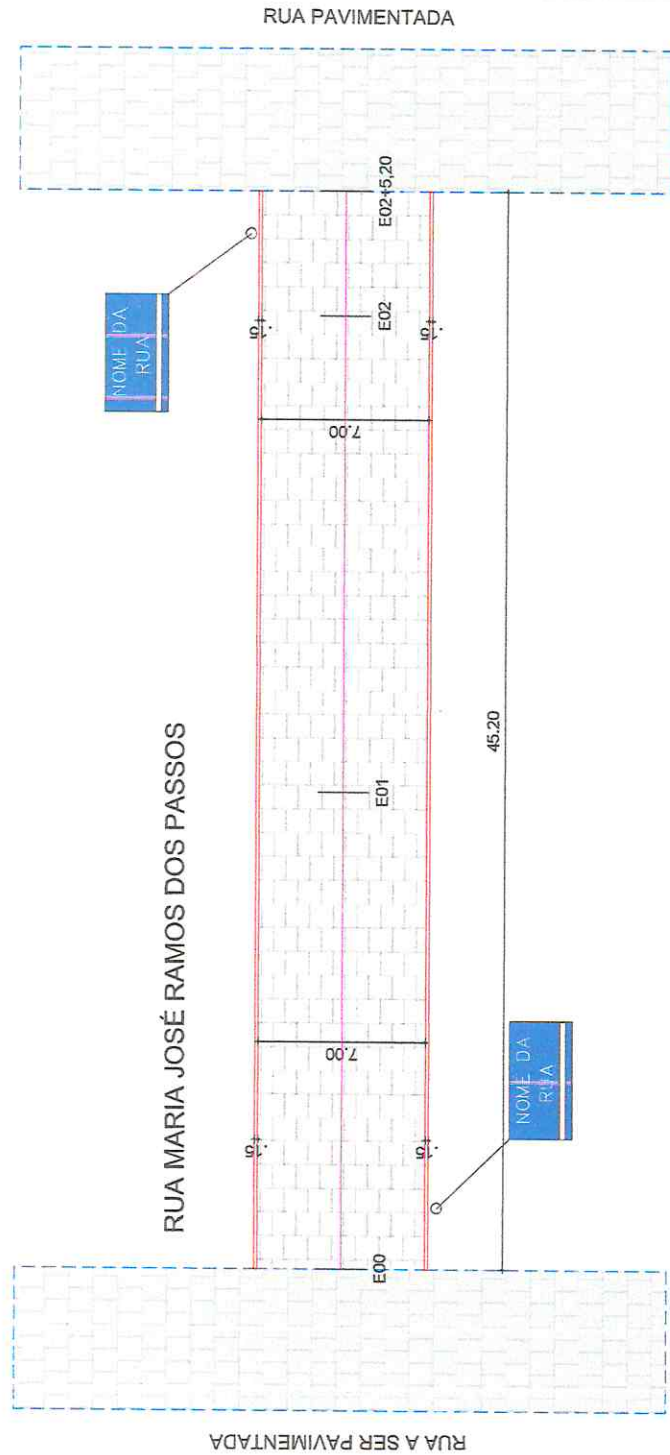 RUA PAVIMENTADA
NOME DA
RUA
E02+5,20
E02
.15
.15
7.00
RUA MARIA JOSÉ RAMOS DOS PASSOS
E01
45.20
7.00
.15
.15
NOME DA
RUA
E00
RUA A SER PAVIMENTADA